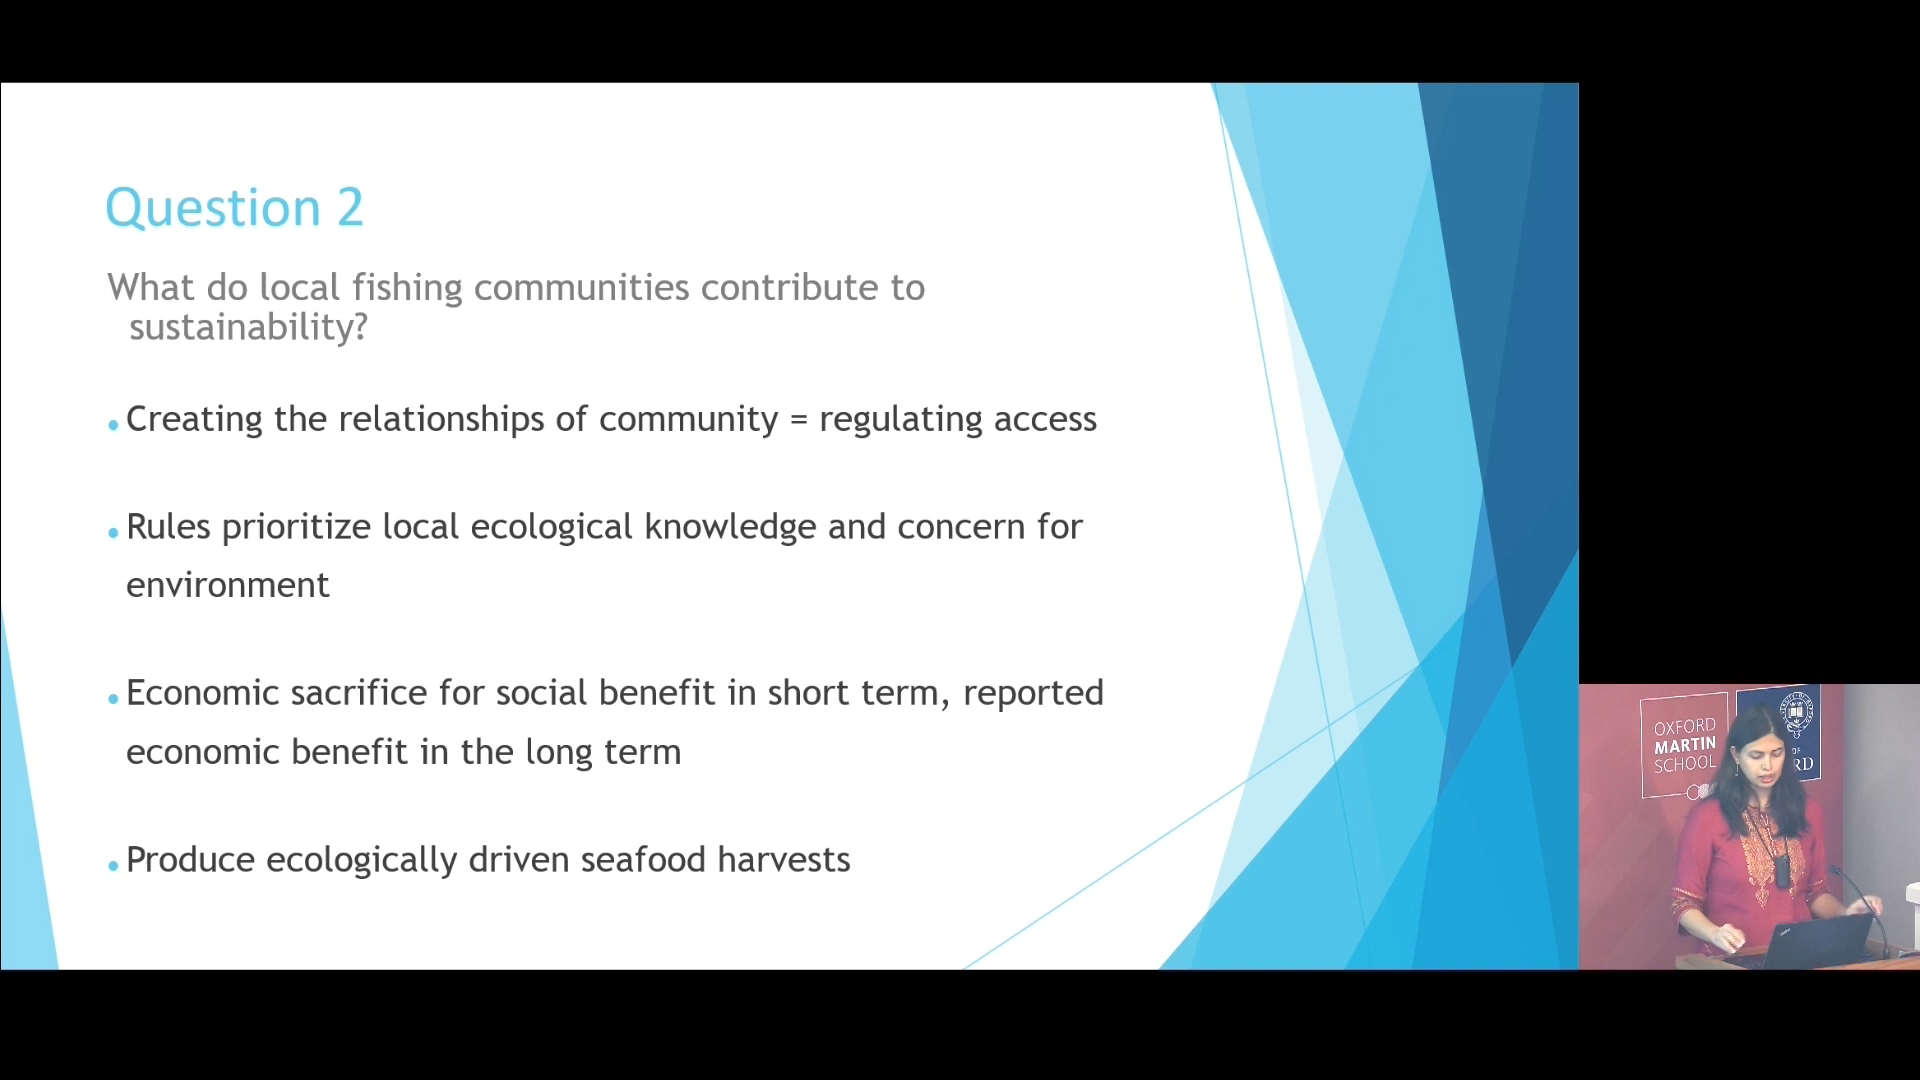 Question 2
What do local fishing communities contribute to
sustainability?
• Creating the relationships of community = regulating access
• Rules prioritize local ecological knowledge and concern for
environment
• Economic sacrifice for social benefit in short term, reported
economic benefit in the long term
• Produce ecologically driven seafood harvests
OXFORD
MARTIN
SCHOOL
OF
RD